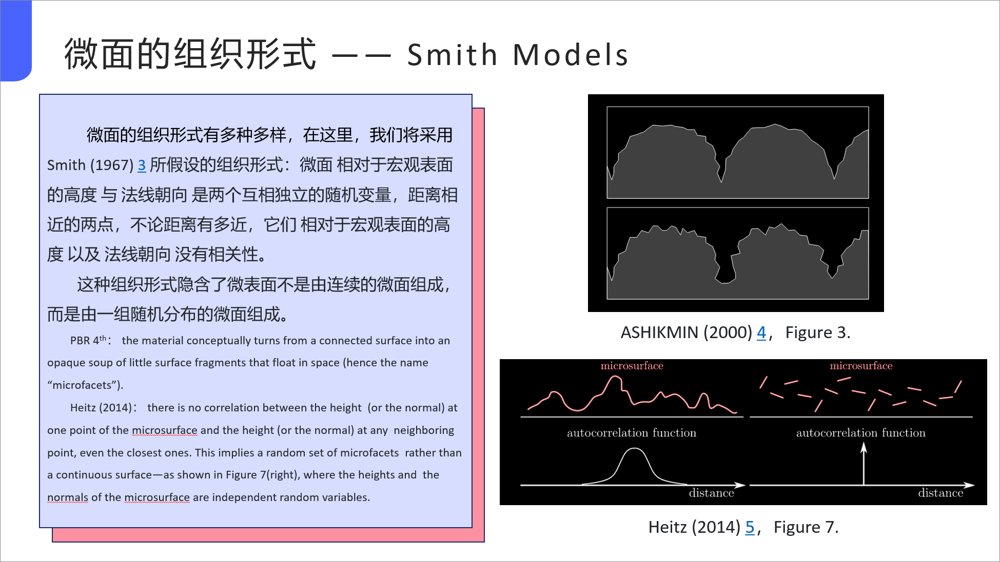 微面的组织形式 —— Smith Models
微面的组织形式有多种多样，在这里，我们将采用
Smith (1967) 3 所假设的组织形式：微面 相对于宏观表面
的高度 与 法线朝向 是两个互相独立的随机变量，距离相
近的两点，不论距离有多近，它们 相对于宏观表面的高
度 以及 法线朝向 没有相关性。
这种组织形式隐含了微表面不是由连续的微面组成，
而是由一组随机分布的微面组成。
PBR 4th： the material conceptually turns from a connected surface into an
opaque soup of little surface fragments that float in space (hence the name
“microfacets”).
Heitz (2014)： there is no correlation between the height (or the normal) at
one point of the microsurface and the height (or the normal) at any neighboring
point, even the closest ones. This implies a random set of microfacets rather than
a continuous surface—as shown in Figure 7(right), where the heights and the
normals of the microsurface are independent random variables.
ASHIKMIN (2000) 4，Figure 3.
microsurface
autocorrelation function
distance
microsurface
autocorrelation function
distance
Heitz (2014) 5，Figure 7.